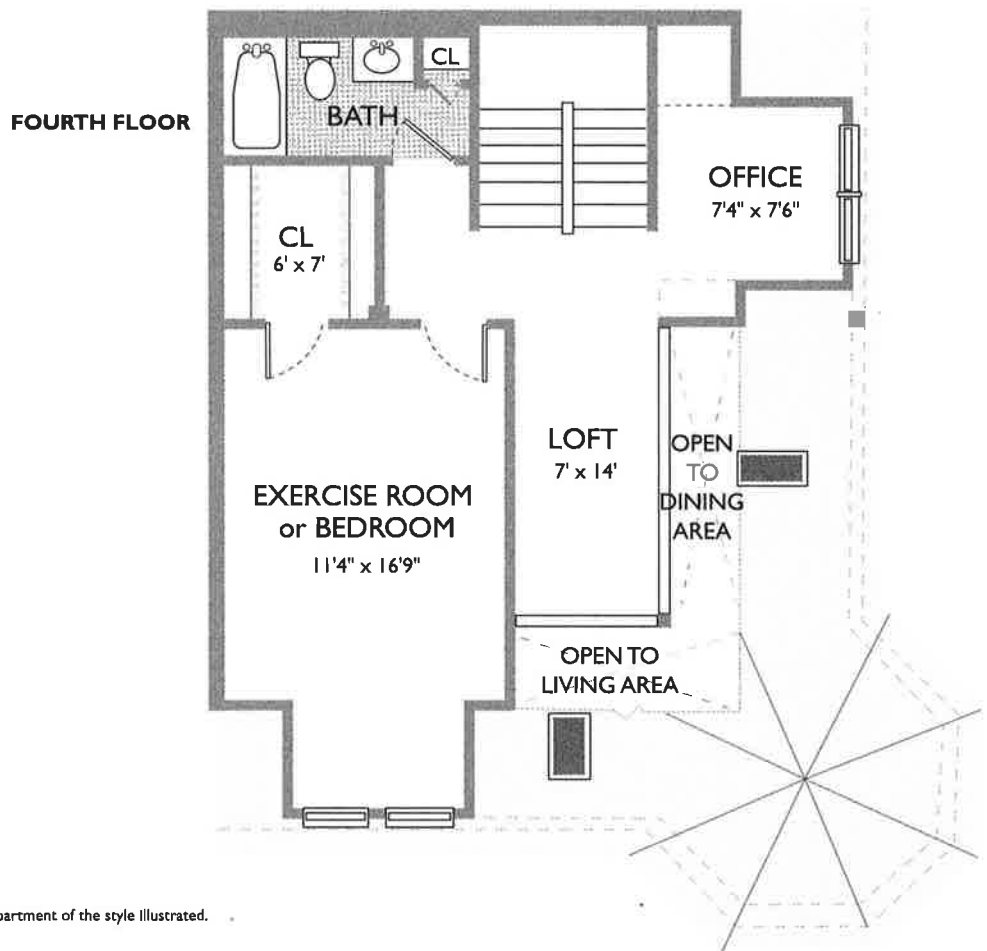 CL
FOURTH FLOOR
BATH
OFFICE
7'4" x 7'6"
CL
6' x 7'
LOFT
7' x 14'
OPEN
TO
DINING
AREA
EXERCISE ROOM
or BEDROOM
11'4" x 16'9"
OPEN TO
LIVING AREA
partment of the style illustrated.